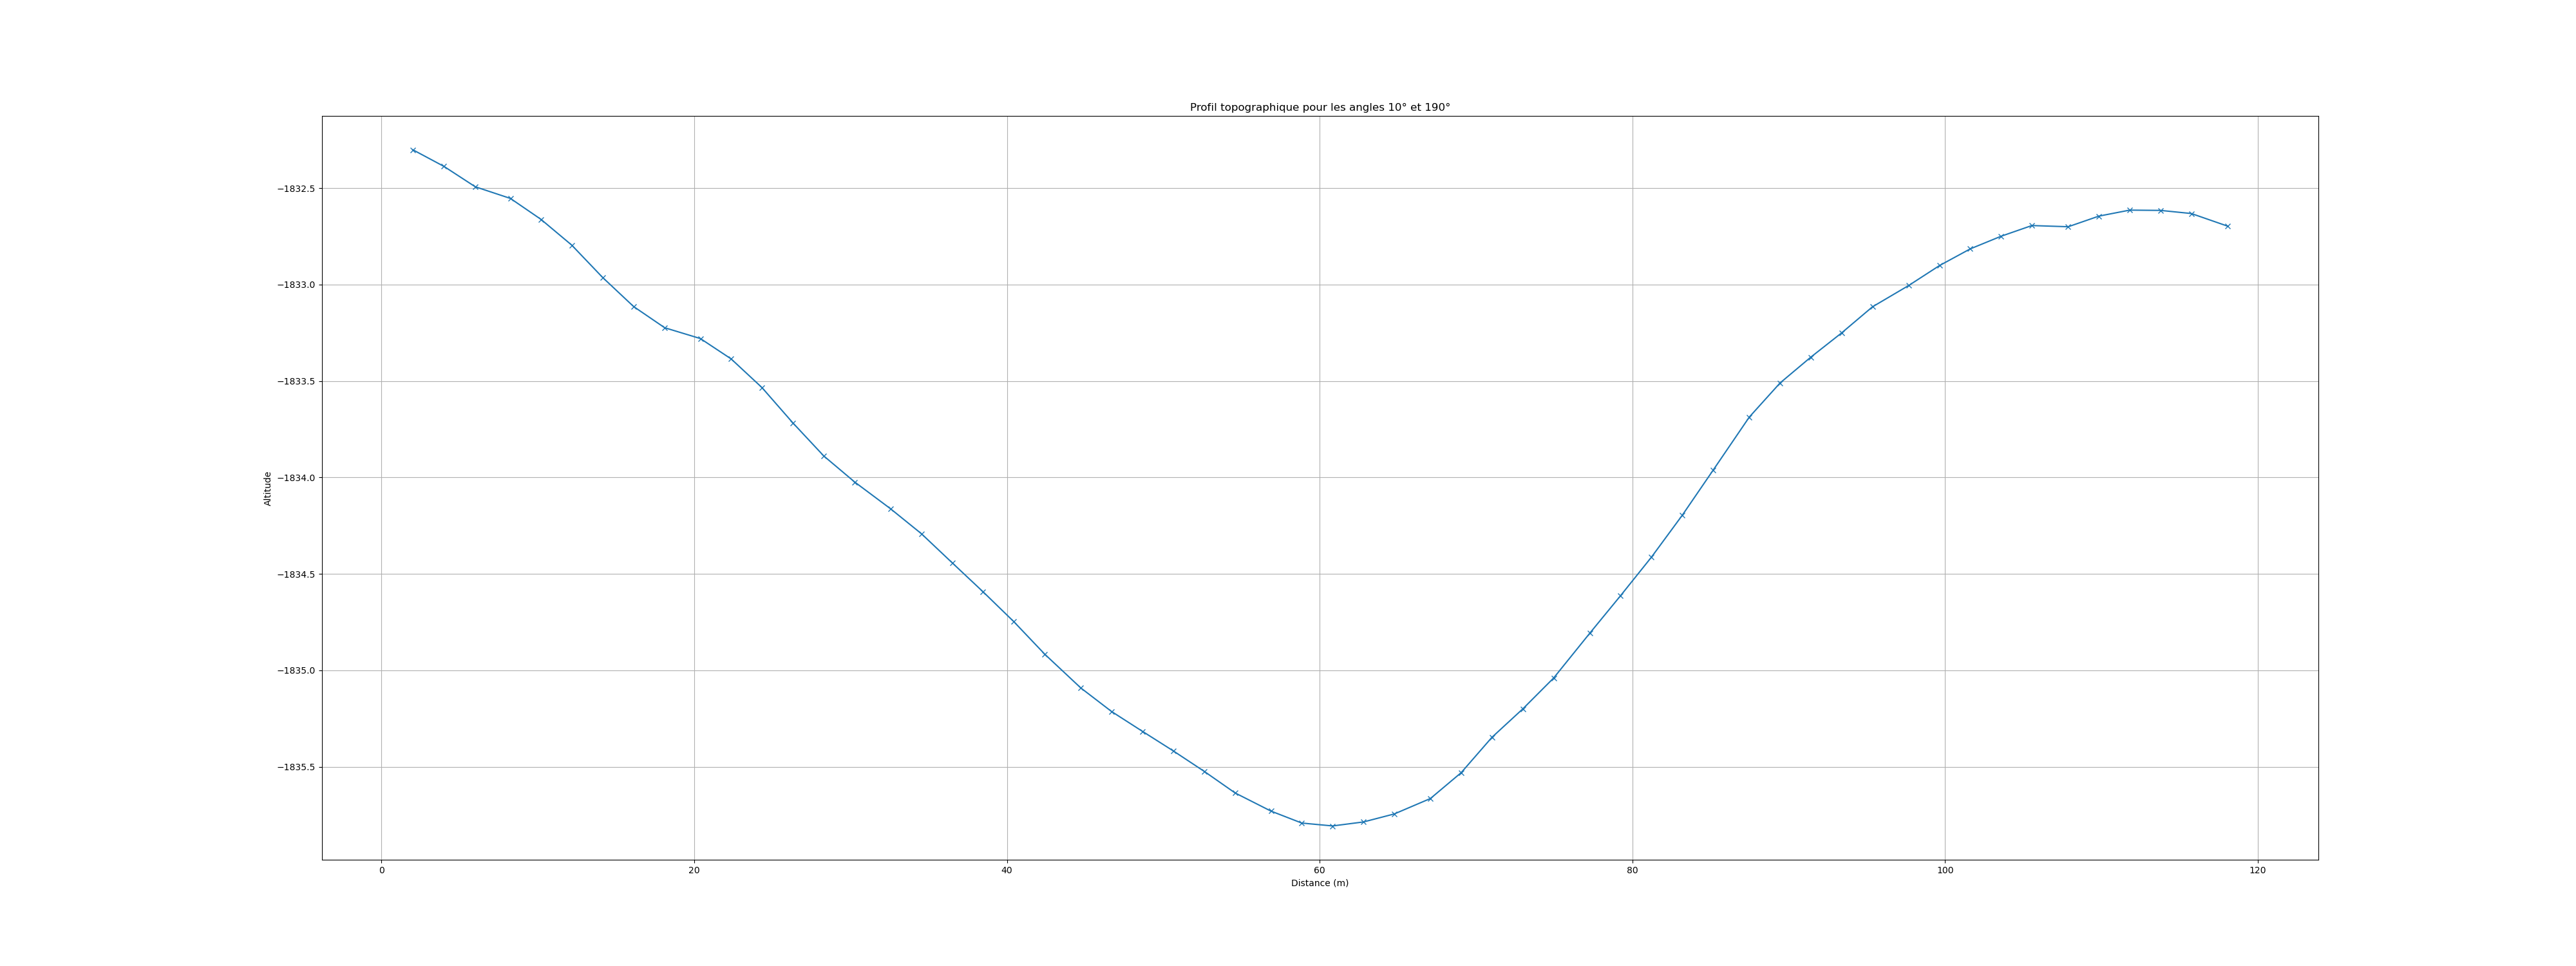 Profil topographique pour les angles 10° et 190°
Altitude
−1832.5
−1833.0
−1833.5
−1834.0
−1834.5
−1835.0
−1835.5
0 20 40 60 80 100 120
Distance (m)